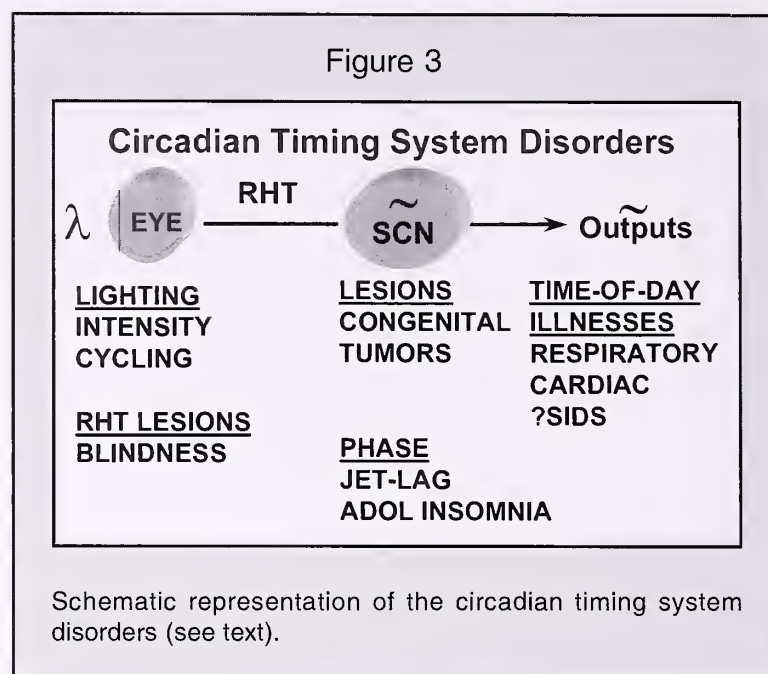 Figure 3
Circadian Timing System Disorders
λ EYE RHT ~ SCN Outputs ~
LIGHTING
INTENSITY
CYCLING
RHT LESIONS
BLINDNESS
LESIONS
CONGENITAL
TUMORS
PHASE
JET-LAG
ADOL INSOMNIA
TIME-OF-DAY
ILLNESSES
RESPIRATORY
CARDIAC
?SIDS
Schematic representation of the circadian timing system
disorders (see text).